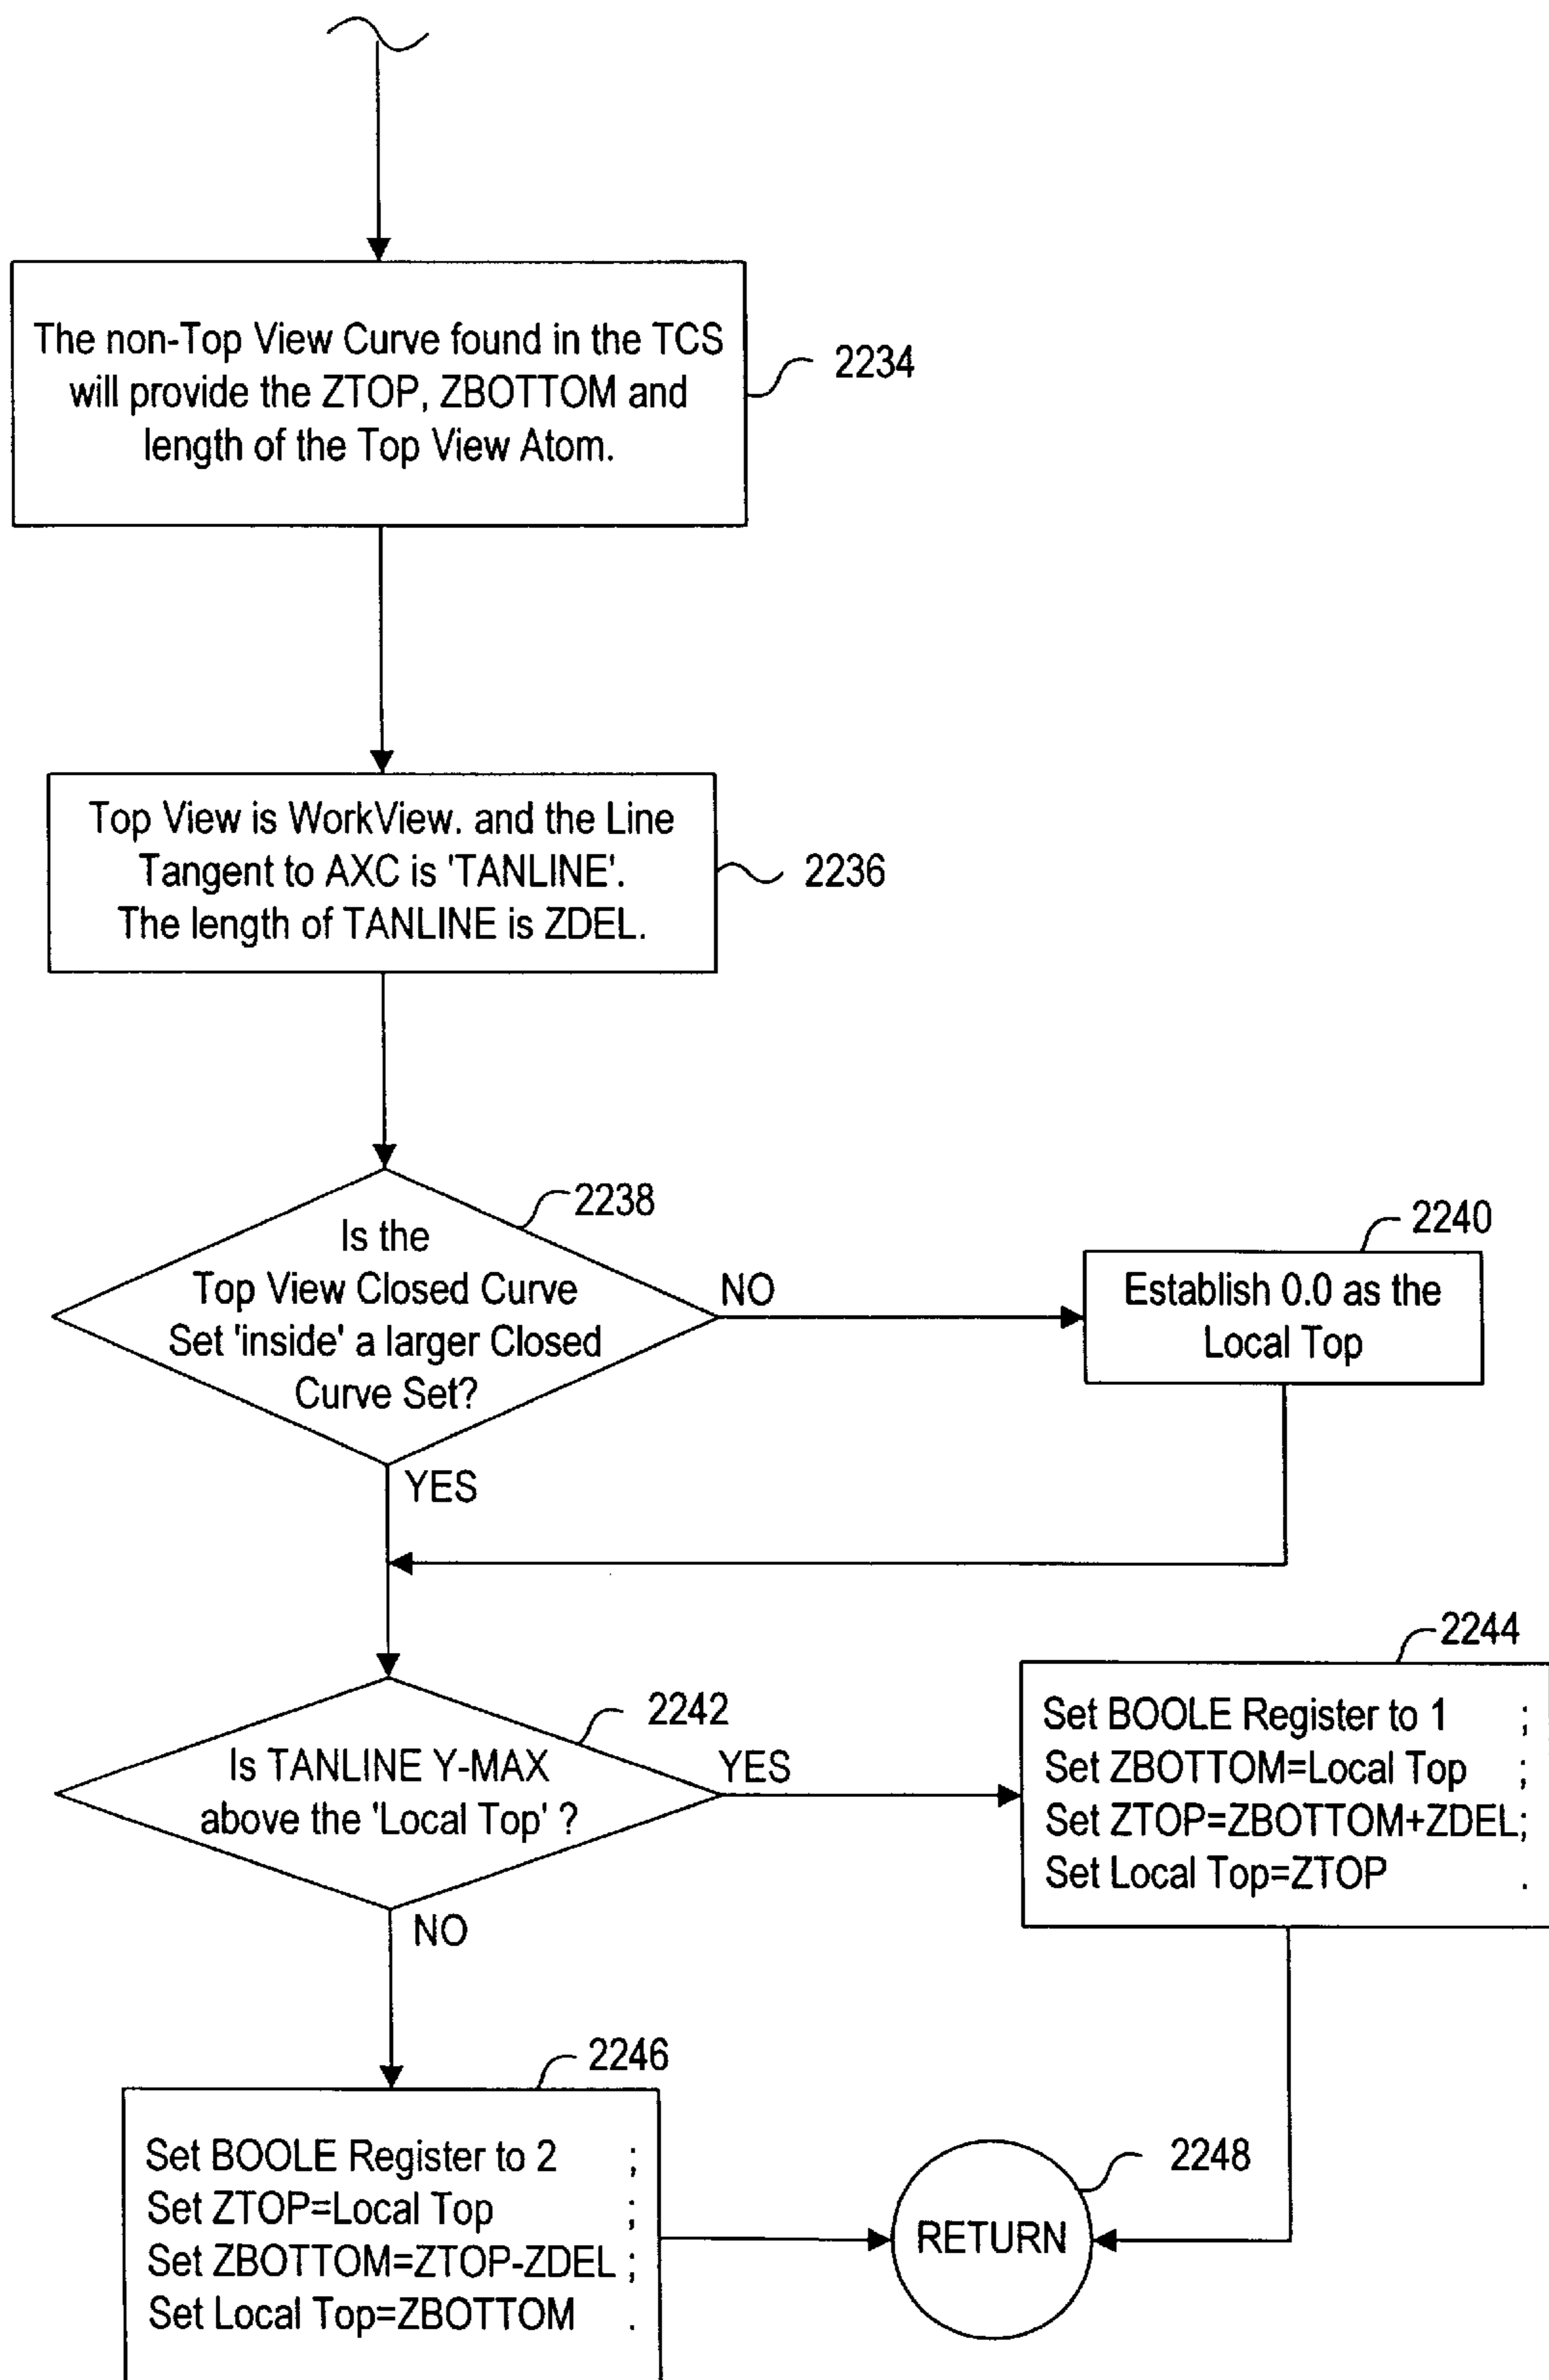 The non-Top View Curve found in the TCS
will provide the ZTOP, ZBOTTOM and
length of the Top View Atom.
2234
Top View is WorkView. and the Line
Tangent to AXC is 'TANLINE'.
The length of TANLINE is ZDEL.
2236
2238
Is the
Top View Closed Curve
Set 'inside' a larger Closed
Curve Set?
NO
YES
2240
Establish 0.0 as the
Local Top
2242
Is TANLINE Y-MAX
above the 'Local Top' ?
YES
NO
2244
Set BOOLE Register to 1 ;
Set ZBOTTOM=Local Top ;
Set ZTOP=ZBOTTOM+ZDEL;
Set Local Top=ZTOP .
2246
Set BOOLE Register to 2 ;
Set ZTOP=Local Top ;
Set ZBOTTOM=ZTOP-ZDEL ;
Set Local Top=ZBOTTOM .
2248
RETURN